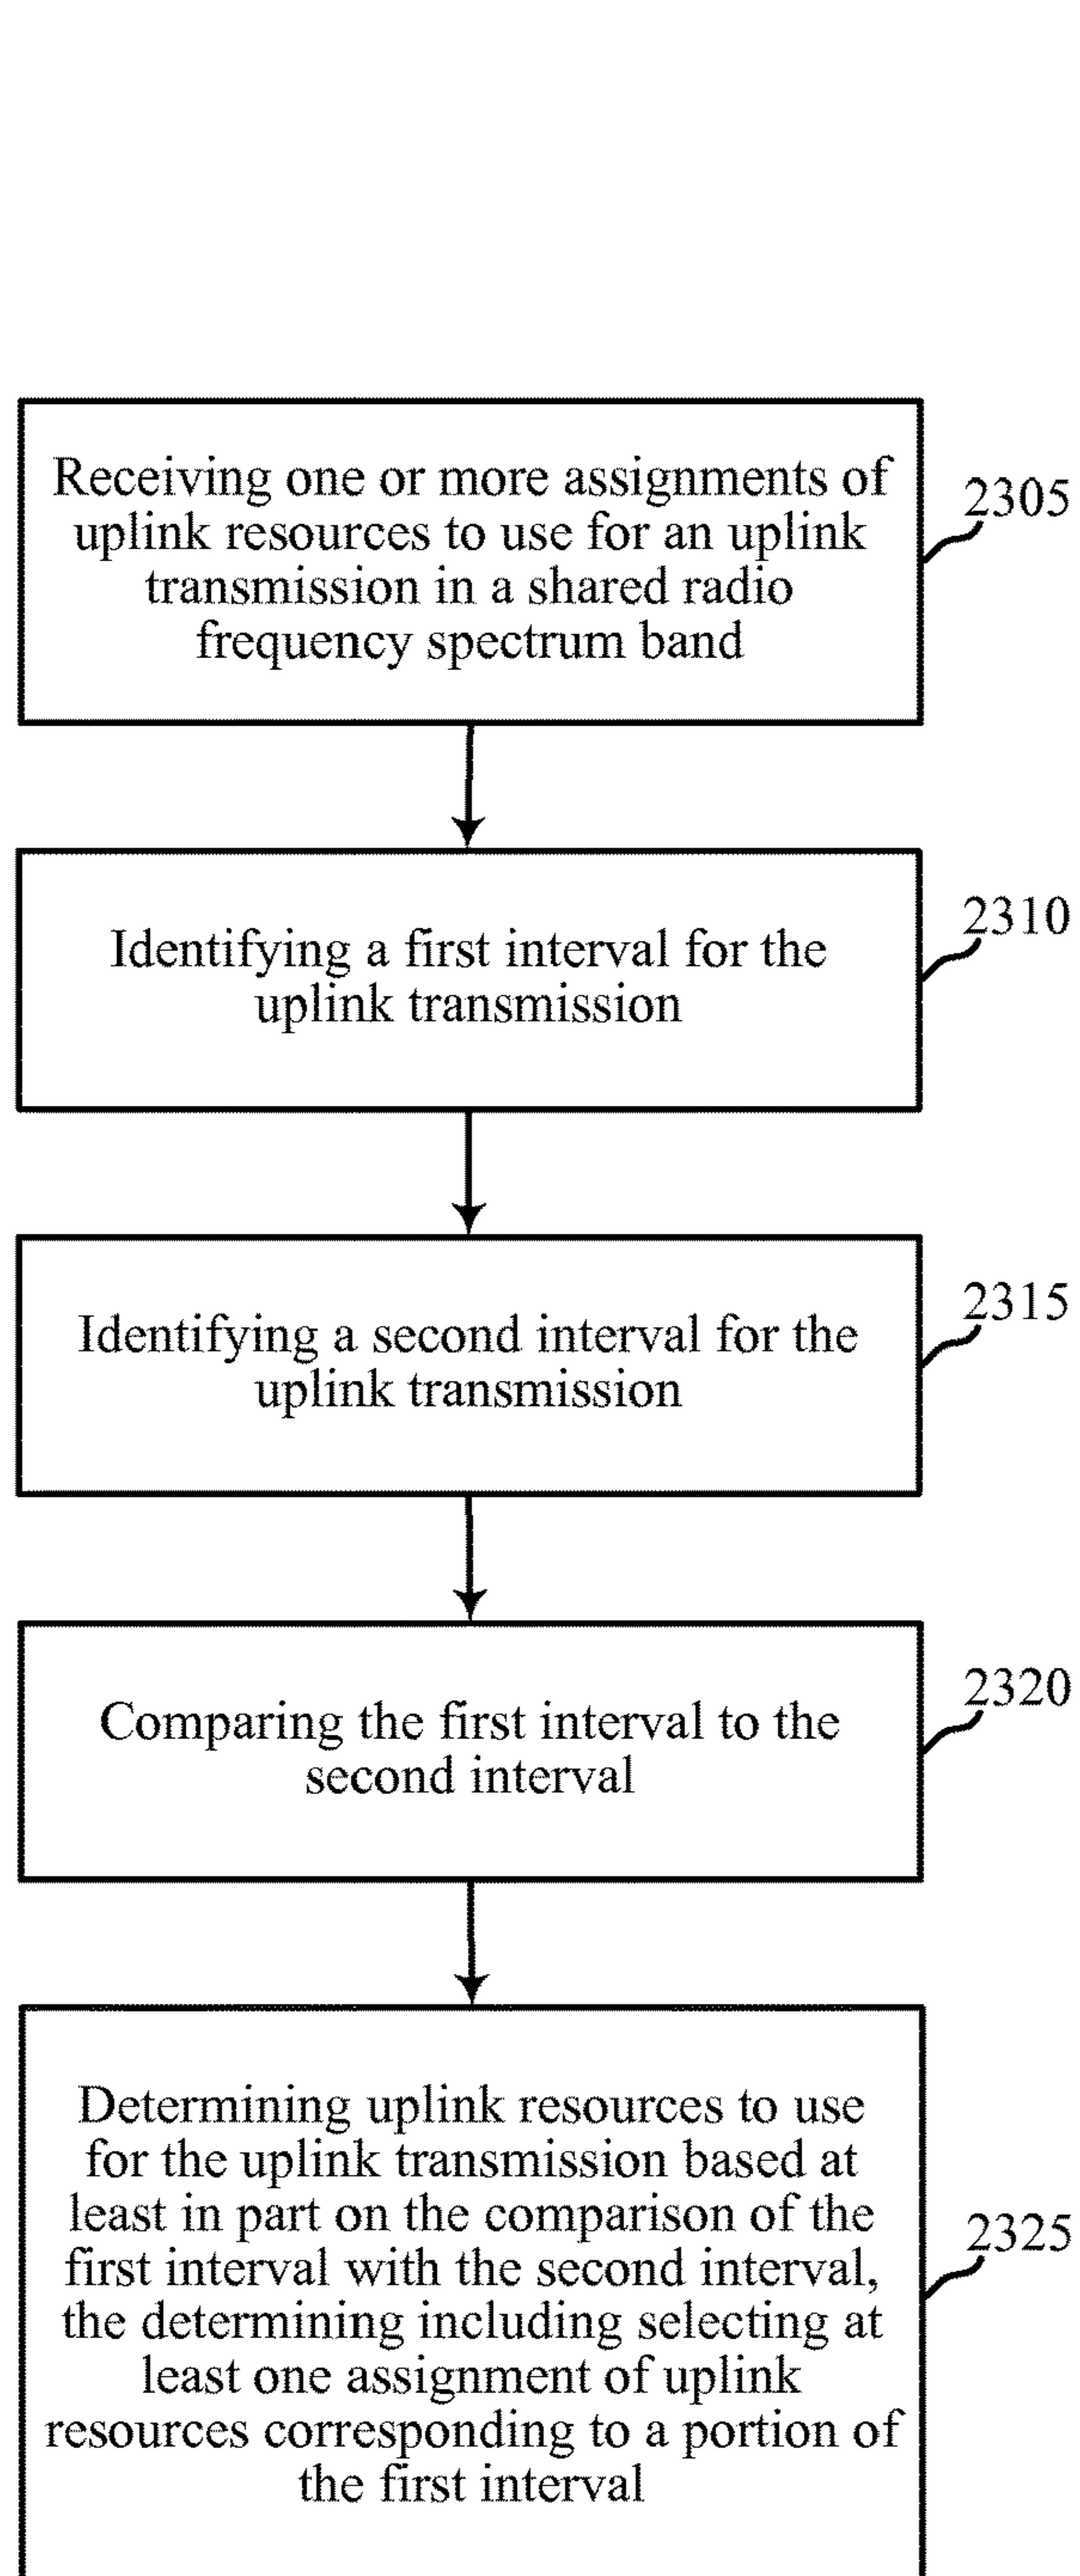 Receiving one or more assignments of
uplink resources to use for an uplink
transmission in a shared radio
frequency spectrum band
2305
Identifying a first interval for the
uplink transmission
2310
Identifying a second interval for the
uplink transmission
2315
Comparing the first interval to the
second interval
2320
Determining uplink resources to use
for the uplink transmission based at
least in part on the comparison of the
first interval with the second interval,
the determining including selecting at
least one assignment of uplink
resources corresponding to a portion of
the first interval
2325